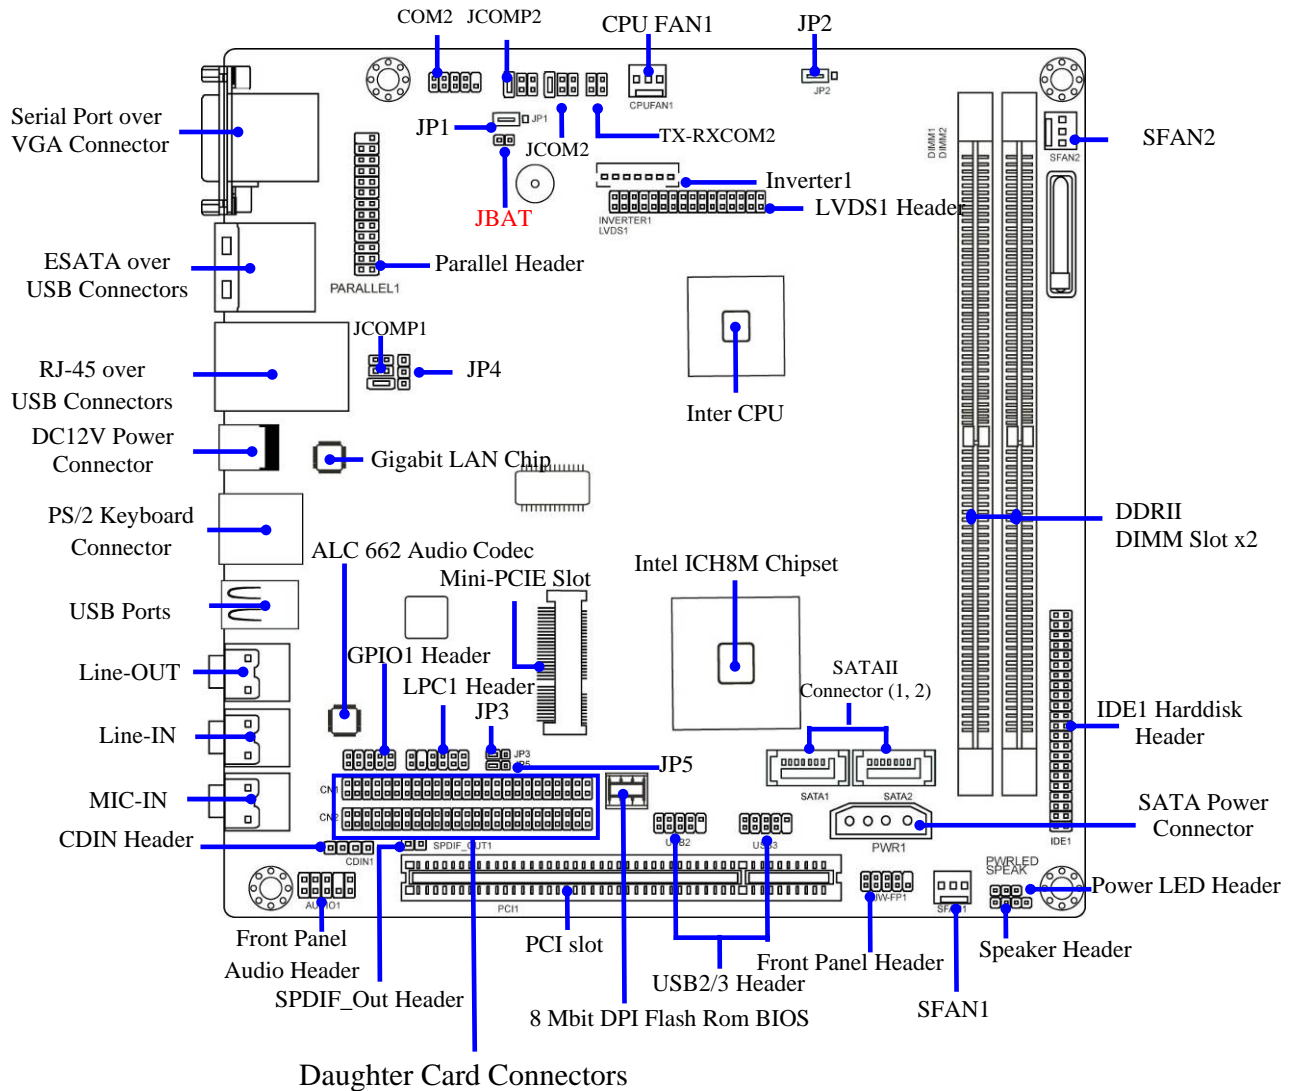 COM2 JCOMP2 CPU FAN1 JP2
Serial Port over
VGA Connector
CPUFAN1
JP2
JP1
JP1
JCOM2
TX-RXCOM2
DIMM1
DIMM2
SFAN2
SFAN2
JBAT
Inverter1
INVERTER1
LVDS1
LVDS1 Header
ESATA over
USB Connectors
Parallel Header
PARALLEL1
JCOMP1
JP4
RJ-45 over
USB Connectors
Inter CPU
DC12V Power
Connector
Gigabit LAN Chip
PS/2 Keyboard
Connector
DDRII
DIMM Slot x2
ALC 662 Audio Codec
Mini-PCIE Slot
Intel ICH8M Chipset
USB Ports
Line-OUT
GPIO1 Header
LPC1 Header
SATAII
Connector (1, 2)
IDE1 Harddisk
Header
JP3
JP3
JP5
JP5
Line-IN
MIC-IN
CN1
CN2
SATA1
SATA2
SATA Power
Connector
CDIN Header
CDIN1
SPDIF_OUT1
USB2
USB3
PWR1
IDE1
PWRLED
SPEAK
Power LED Header
AUDIO1
PCI1
JW-FP1
SFAN1
Front Panel
Audio Header
SPDIF_Out Header
PCI slot
USB2/3 Header
Front Panel Header
Speaker Header
SFAN1
8 Mbit DPI Flash Rom BIOS
Daughter Card Connectors